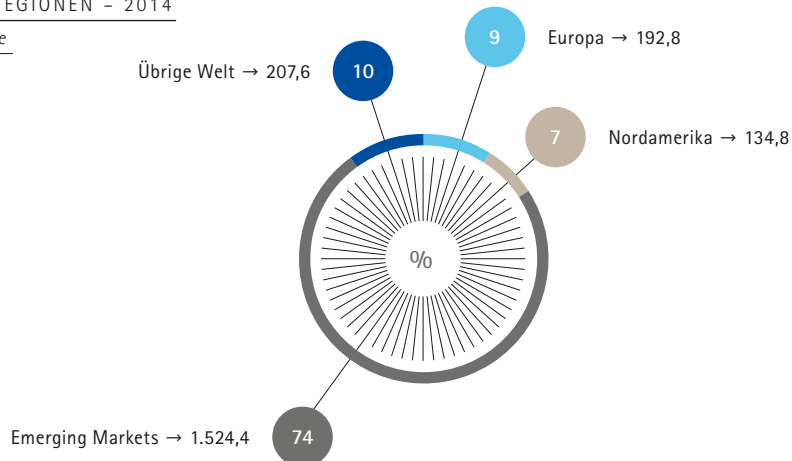 EGIONEN – 2014
e
9
Europa → 192,8
Übrige Welt → 207,6
10
7
Nordamerika → 134,8
%
Emerging Markets → 1.524,4
74